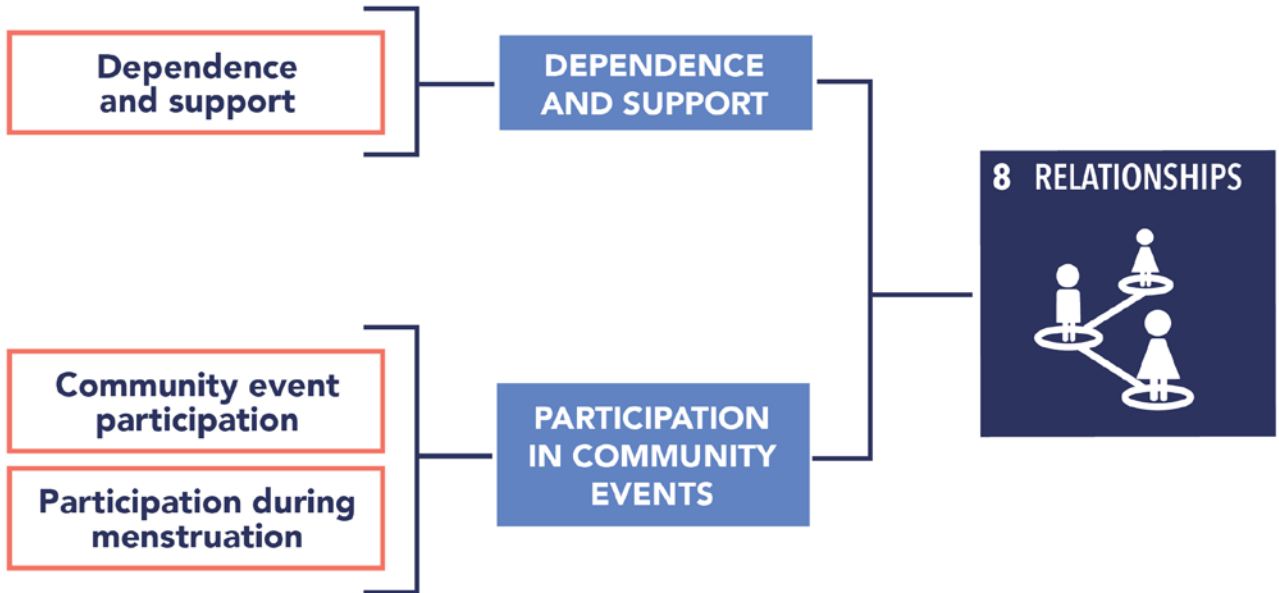 Dependence
and support
DEPENDENCE
AND SUPPORT
8 RELATIONSHIPS
Community event
participation
Participation during
menstruation
PARTICIPATION
IN COMMUNITY
EVENTS